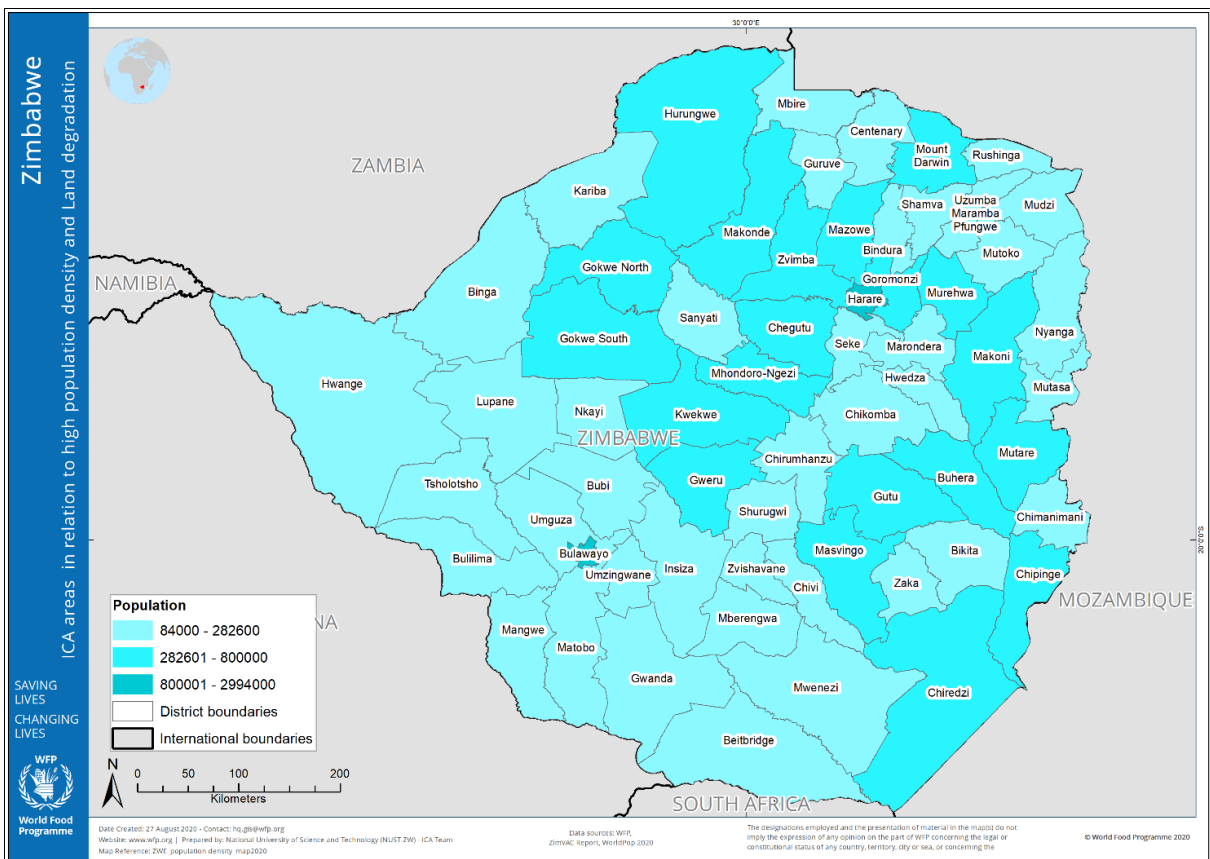 Zimbabwe
ICA areas in relation to high population density and Land degradation
SAVING
LIVES
CHANGING
LIVES
WFP
World Food
Programme
30°0'0"E
20°0'0"S
ZAMBIA
NAMIBIA
ZIMBABWE
NA
MOZAMBIQUE
SOUTH AFRICA
Hurungwe
Mbire
Centenary
Mount
Darwin
Rushinga
Guruve
Kariba
Shamva
Uzumba
Maramba
Pfungwe
Mudzi
Makonde
Mazowe
Bindura
Mutoko
Zvimba
Gokwe North
Goromonzi
Binga
Harare
Murehwa
Sanyati
Chegutu
Nyanga
Gokwe South
Seke
Marondera
Makoni
Mhondoro-Ngezi
Hwedza
Hwange
Mutasa
Lupane
Nkayi
Kwekwe
Chikomba
Chirumhanzu
Mutare
Tsholotsho
Bubi
Gweru
Buhera
Gutu
Shurugwi
Umguza
Chimanimani
Bulawayo
Masvingo
Bikita
Bulilima
Umzingwane
Insiza
Zvishavane
Chivi
Zaka
Chipinge
Mberengwa
Mangwe
Matobo
Gwanda
Mwenezi
Chiredzi
Beitbridge
Population
84000 - 282600
282601 - 800000
800001 - 2994000
District boundaries
International boundaries
N
0 50 100 200
Kilometers
Date Created: 27 August 2020 - Contact: hq.gis@wfp.org
Website: www.wfp.org | Prepared by: National University of Science and Technology (NUST-ZW) - ICA Team
Map Reference: ZWE_population density_map2020
Data sources: WFP,
ZimVAC Report, WorldPop 2020
The designations employed and the presentation of material in the map(s) do not
imply the expression of any opinion on the part of WFP concerning the legal or
constitutional status of any country, territory, city or sea, or concerning the
© World Food Programme 2020